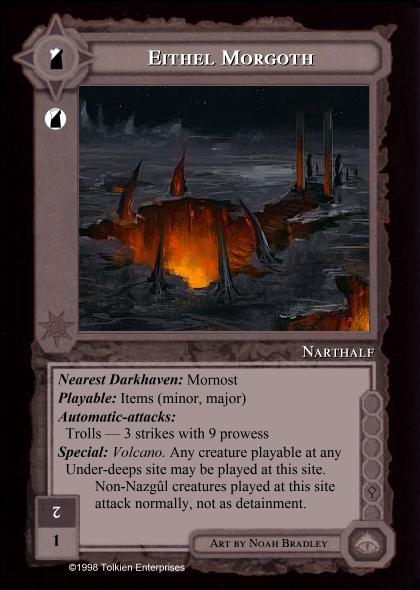 Eithel Morgoth
Narthalf
Nearest Darkhaven: Mornost
Playable: Items (minor, major)
Automatic-attacks:
Trolls — 3 strikes with 9 prowess
Special: Volcano. Any creature playable at any
Under-deeps site may be played at this site.
Non-Nazgûl creatures played at this site
attack normally, not as detainment.
2
1
Art by Noah Bradley
©1998 Tolkien Enterprises